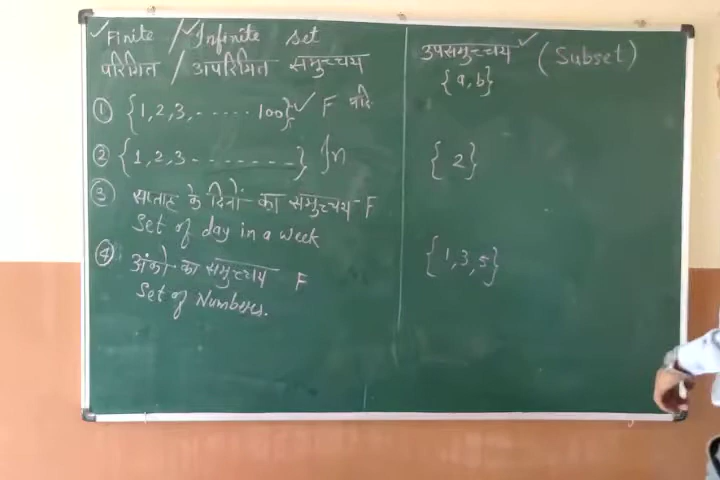 ✓Finite / ✓Infinite set
परिमित / अपरिमित समुच्चय
① {1,2,3,.....100} ✓ F परि.
② {1,2,3--------} In
③ सप्ताह के दिनों का समुच्चय - F
Set of day in a week
④ अंको का समुच्चय F
Set of Numbers.
उपसमुच्चय ✓ (Subset)
{a,b}
{2}
{1,3,5}